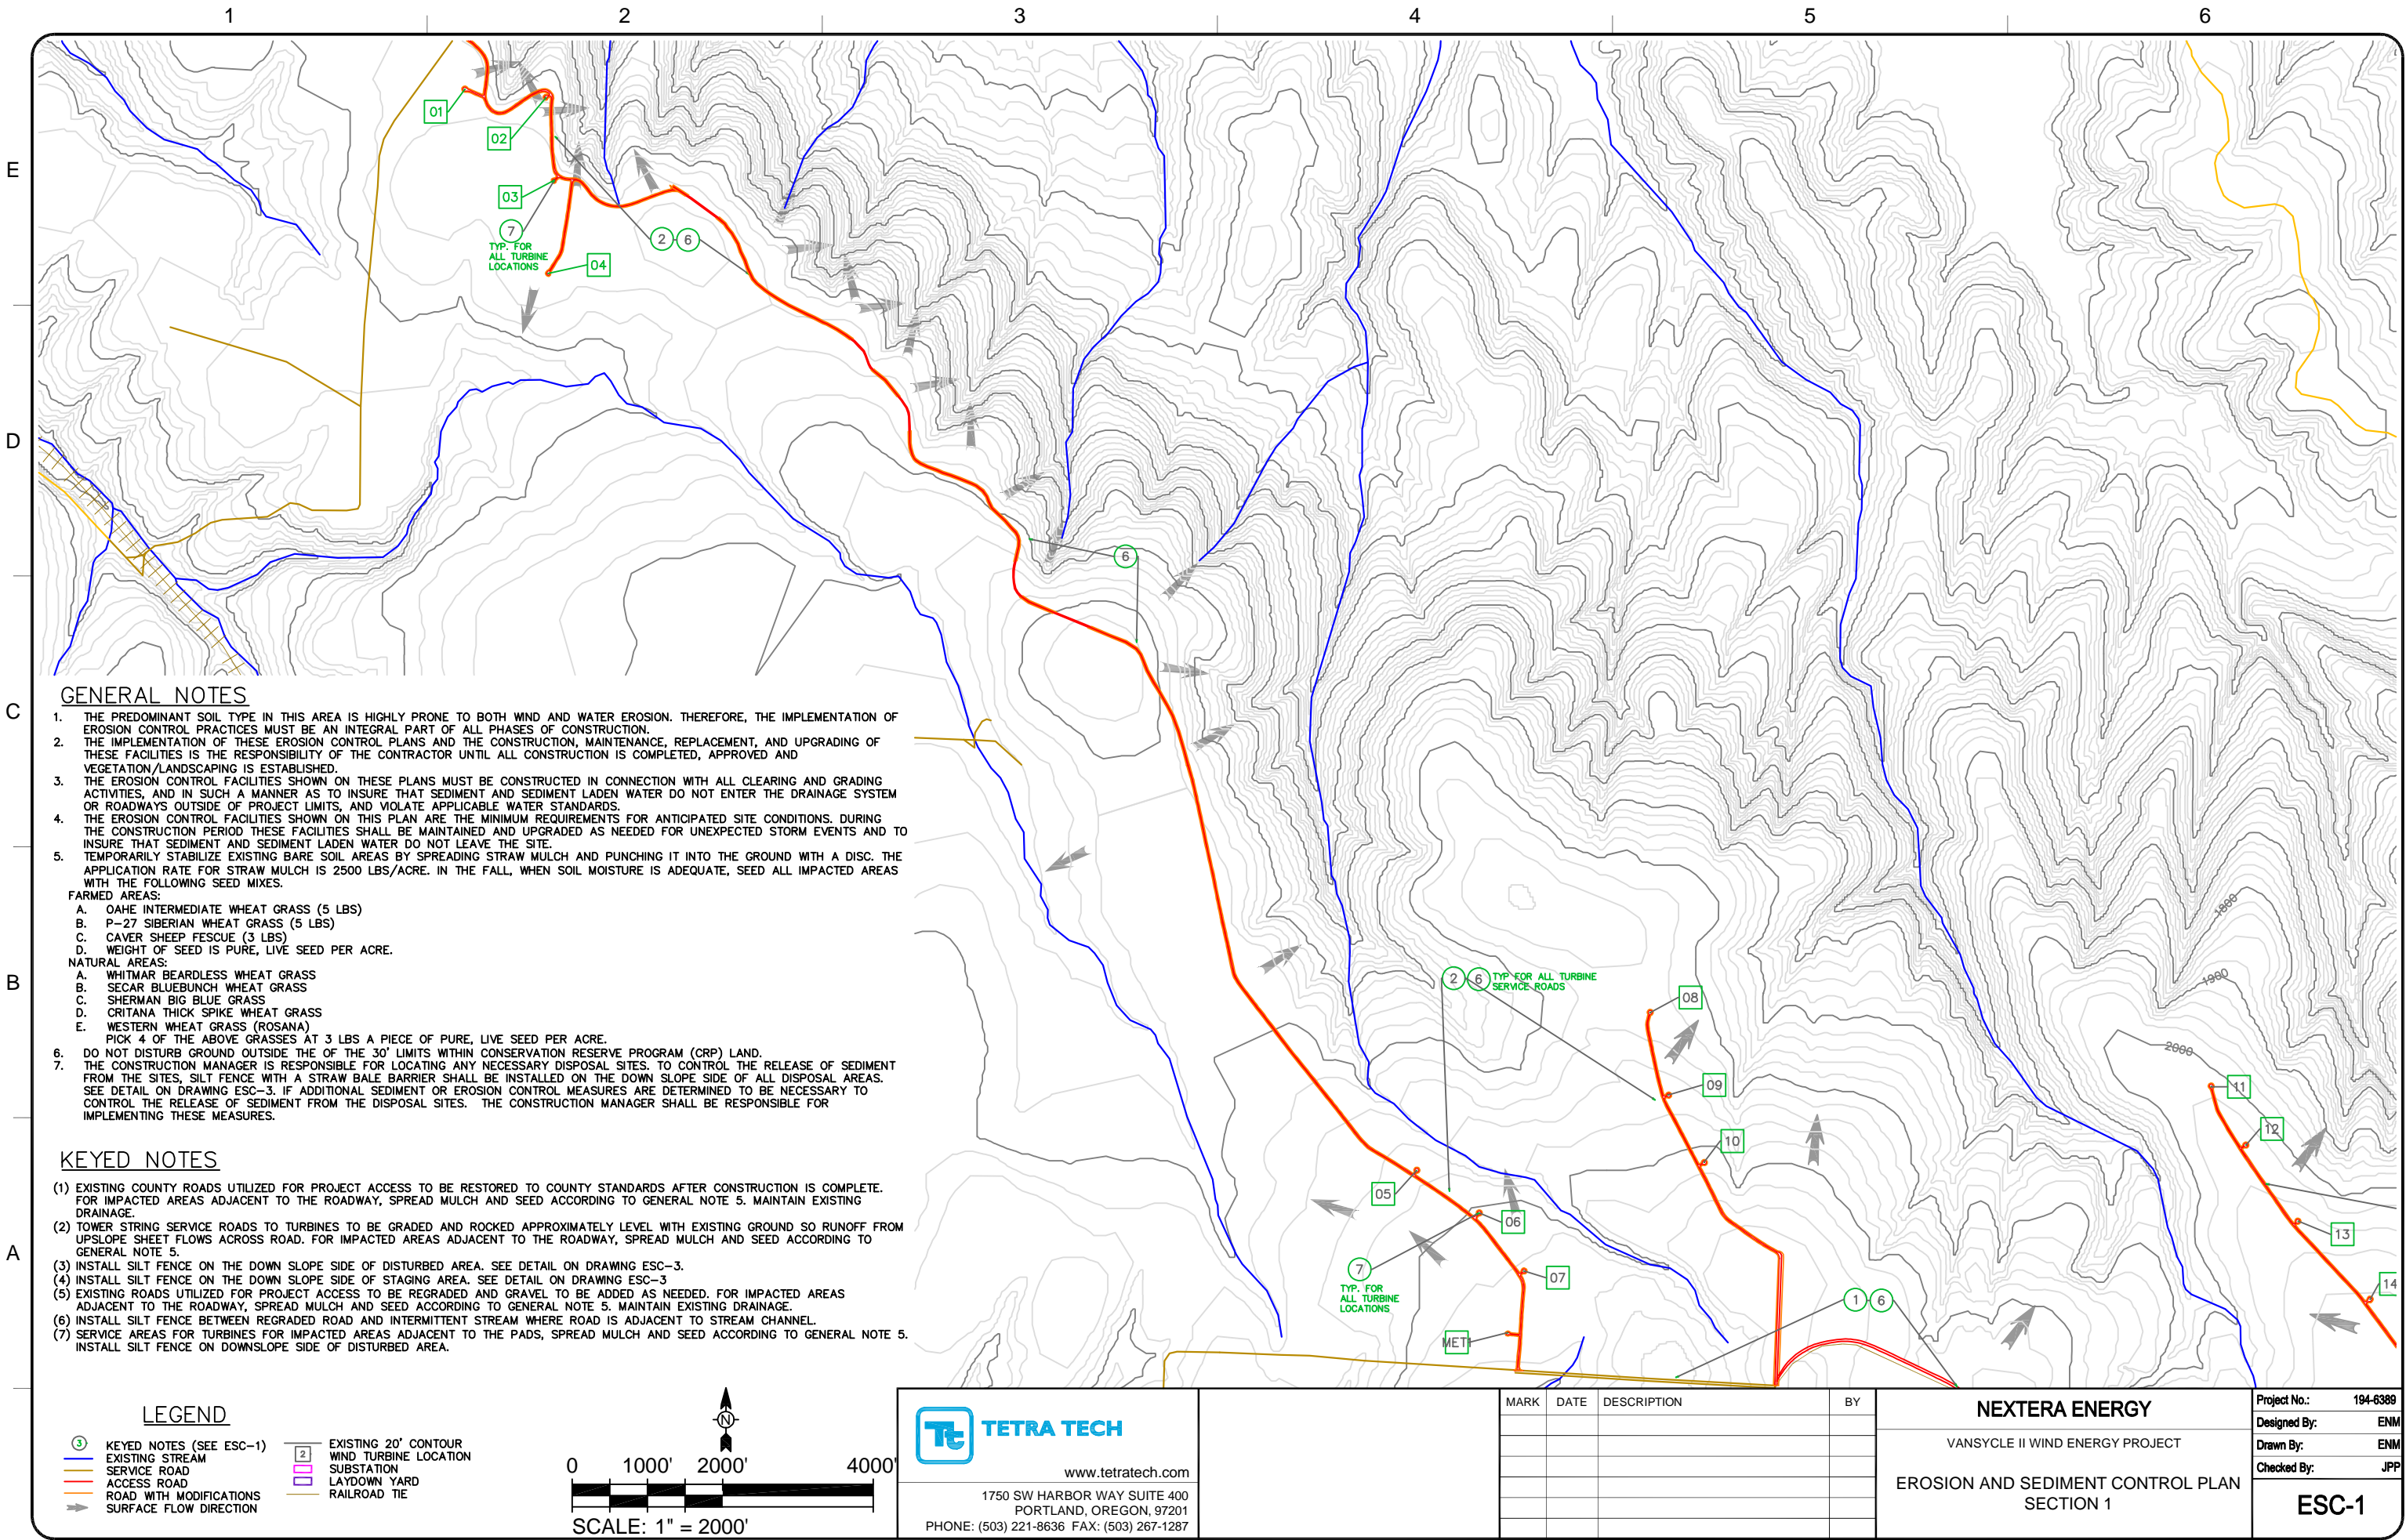 1 2 3 4 5 6
E
D
C
B
A
01
02
03
7
TYP. FOR
ALL TURBINE
LOCATIONS
04
2 6
6
1800
1900
2000
2 6 TYP FOR ALL TURBINE
SERVICE ROADS
08
09
10
11
12
13
14
05
06
07
7
TYP. FOR
ALL TURBINE
LOCATIONS
MET1
1 6
GENERAL NOTES
1. THE PREDOMINANT SOIL TYPE IN THIS AREA IS HIGHLY PRONE TO BOTH WIND AND WATER EROSION. THEREFORE, THE IMPLEMENTATION OF
EROSION CONTROL PRACTICES MUST BE AN INTEGRAL PART OF ALL PHASES OF CONSTRUCTION.
2. THE IMPLEMENTATION OF THESE EROSION CONTROL PLANS AND THE CONSTRUCTION, MAINTENANCE, REPLACEMENT, AND UPGRADING OF
THESE FACILITIES IS THE RESPONSIBILITY OF THE CONTRACTOR UNTIL ALL CONSTRUCTION IS COMPLETED, APPROVED AND
VEGETATION/LANDSCAPING IS ESTABLISHED.
3. THE EROSION CONTROL FACILITIES SHOWN ON THESE PLANS MUST BE CONSTRUCTED IN CONNECTION WITH ALL CLEARING AND GRADING
ACTIVITIES, AND IN SUCH A MANNER AS TO INSURE THAT SEDIMENT AND SEDIMENT LADEN WATER DO NOT ENTER THE DRAINAGE SYSTEM
OR ROADWAYS OUTSIDE OF PROJECT LIMITS, AND VIOLATE APPLICABLE WATER STANDARDS.
4. THE EROSION CONTROL FACILITIES SHOWN ON THIS PLAN ARE THE MINIMUM REQUIREMENTS FOR ANTICIPATED SITE CONDITIONS. DURING
THE CONSTRUCTION PERIOD THESE FACILITIES SHALL BE MAINTAINED AND UPGRADED AS NEEDED FOR UNEXPECTED STORM EVENTS AND TO
INSURE THAT SEDIMENT AND SEDIMENT LADEN WATER DO NOT LEAVE THE SITE.
5. TEMPORARILY STABILIZE EXISTING BARE SOIL AREAS BY SPREADING STRAW MULCH AND PUNCHING IT INTO THE GROUND WITH A DISC. THE
APPLICATION RATE FOR STRAW MULCH IS 2500 LBS/ACRE. IN THE FALL, WHEN SOIL MOISTURE IS ADEQUATE, SEED ALL IMPACTED AREAS
WITH THE FOLLOWING SEED MIXES.
FARMED AREAS:
A. OAHE INTERMEDIATE WHEAT GRASS (5 LBS)
B. P-27 SIBERIAN WHEAT GRASS (5 LBS)
C. CAVER SHEEP FESCUE (3 LBS)
D. WEIGHT OF SEED IS PURE, LIVE SEED PER ACRE.
NATURAL AREAS:
A. WHITMAR BEARDLESS WHEAT GRASS
B. SECAR BLUEBUNCH WHEAT GRASS
C. SHERMAN BIG BLUE GRASS
D. CRITANA THICK SPIKE WHEAT GRASS
E. WESTERN WHEAT GRASS (ROSANA)
PICK 4 OF THE ABOVE GRASSES AT 3 LBS A PIECE OF PURE, LIVE SEED PER ACRE.
6. DO NOT DISTURB GROUND OUTSIDE THE OF THE 30' LIMITS WITHIN CONSERVATION RESERVE PROGRAM (CRP) LAND.
7. THE CONSTRUCTION MANAGER IS RESPONSIBLE FOR LOCATING ANY NECESSARY DISPOSAL SITES. TO CONTROL THE RELEASE OF SEDIMENT
FROM THE SITES, SILT FENCE WITH A STRAW BALE BARRIER SHALL BE INSTALLED ON THE DOWN SLOPE SIDE OF ALL DISPOSAL AREAS.
SEE DETAIL ON DRAWING ESC-3. IF ADDITIONAL SEDIMENT OR EROSION CONTROL MEASURES ARE DETERMINED TO BE NECESSARY TO
CONTROL THE RELEASE OF SEDIMENT FROM THE DISPOSAL SITES. THE CONSTRUCTION MANAGER SHALL BE RESPONSIBLE FOR
IMPLEMENTING THESE MEASURES.
KEYED NOTES
(1) EXISTING COUNTY ROADS UTILIZED FOR PROJECT ACCESS TO BE RESTORED TO COUNTY STANDARDS AFTER CONSTRUCTION IS COMPLETE.
FOR IMPACTED AREAS ADJACENT TO THE ROADWAY, SPREAD MULCH AND SEED ACCORDING TO GENERAL NOTE 5. MAINTAIN EXISTING
DRAINAGE.
(2) TOWER STRING SERVICE ROADS TO TURBINES TO BE GRADED AND ROCKED APPROXIMATELY LEVEL WITH EXISTING GROUND SO RUNOFF FROM
UPSLOPE SHEET FLOWS ACROSS ROAD. FOR IMPACTED AREAS ADJACENT TO THE ROADWAY, SPREAD MULCH AND SEED ACCORDING TO
GENERAL NOTE 5.
(3) INSTALL SILT FENCE ON THE DOWN SLOPE SIDE OF DISTURBED AREA. SEE DETAIL ON DRAWING ESC-3.
(4) INSTALL SILT FENCE ON THE DOWN SLOPE SIDE OF STAGING AREA. SEE DETAIL ON DRAWING ESC-3
(5) EXISTING ROADS UTILIZED FOR PROJECT ACCESS TO BE REGRADED AND GRAVEL TO BE ADDED AS NEEDED. FOR IMPACTED AREAS
ADJACENT TO THE ROADWAY, SPREAD MULCH AND SEED ACCORDING TO GENERAL NOTE 5. MAINTAIN EXISTING DRAINAGE.
(6) INSTALL SILT FENCE BETWEEN REGRADED ROAD AND INTERMITTENT STREAM WHERE ROAD IS ADJACENT TO STREAM CHANNEL.
(7) SERVICE AREAS FOR TURBINES FOR IMPACTED AREAS ADJACENT TO THE PADS, SPREAD MULCH AND SEED ACCORDING TO GENERAL NOTE 5.
INSTALL SILT FENCE ON DOWNSLOPE SIDE OF DISTURBED AREA.
LEGEND
3 KEYED NOTES (SEE ESC-1)
EXISTING STREAM
SERVICE ROAD
ACCESS ROAD
ROAD WITH MODIFICATIONS
SURFACE FLOW DIRECTION
EXISTING 20' CONTOUR
2 WIND TURBINE LOCATION
SUBSTATION
LAYDOWN YARD
RAILROAD TIE
N
0 1000' 2000' 4000'
SCALE: 1" = 2000'
Tt TETRA TECH
www.tetratech.com
1750 SW HARBOR WAY SUITE 400
PORTLAND, OREGON, 97201
PHONE: (503) 221-8636 FAX: (503) 267-1287
MARK DATE DESCRIPTION BY
NEXTERA ENERGY
VANSYCLE II WIND ENERGY PROJECT
EROSION AND SEDIMENT CONTROL PLAN
SECTION 1
Project No.: 194-6389
Designed By: ENM
Drawn By: ENM
Checked By: JPP
ESC-1